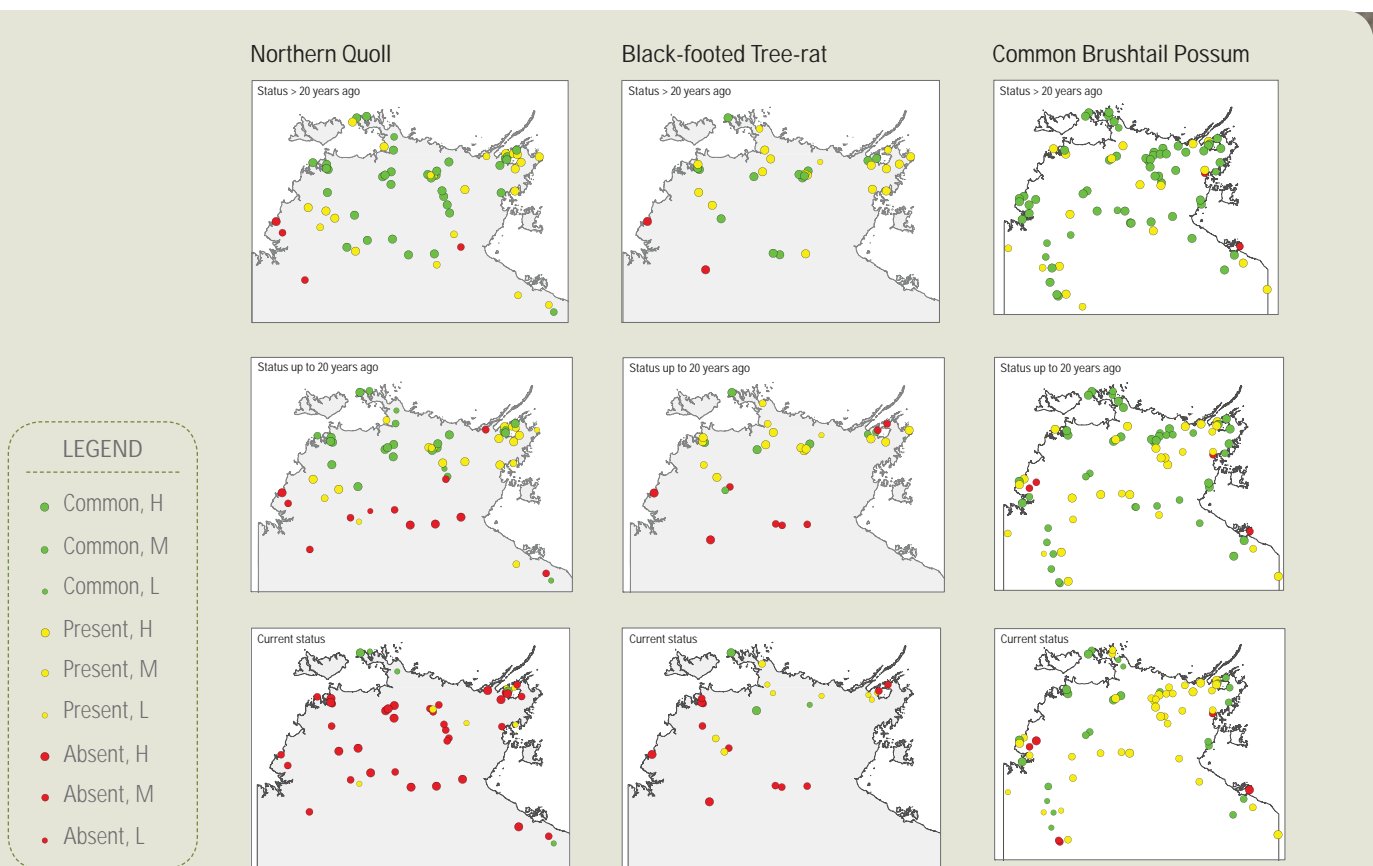 Northern Quoll
Black-footed Tree-rat
Common Brushtail Possum
Status > 20 years ago
Status > 20 years ago
Status > 20 years ago
Status up to 20 years ago
Status up to 20 years ago
Status up to 20 years ago
LEGEND
Common, H
Common, M
Common, L
Present, H
Present, M
Present, L
Absent, H
Absent, M
Absent, L
Current status
Current status
Current status